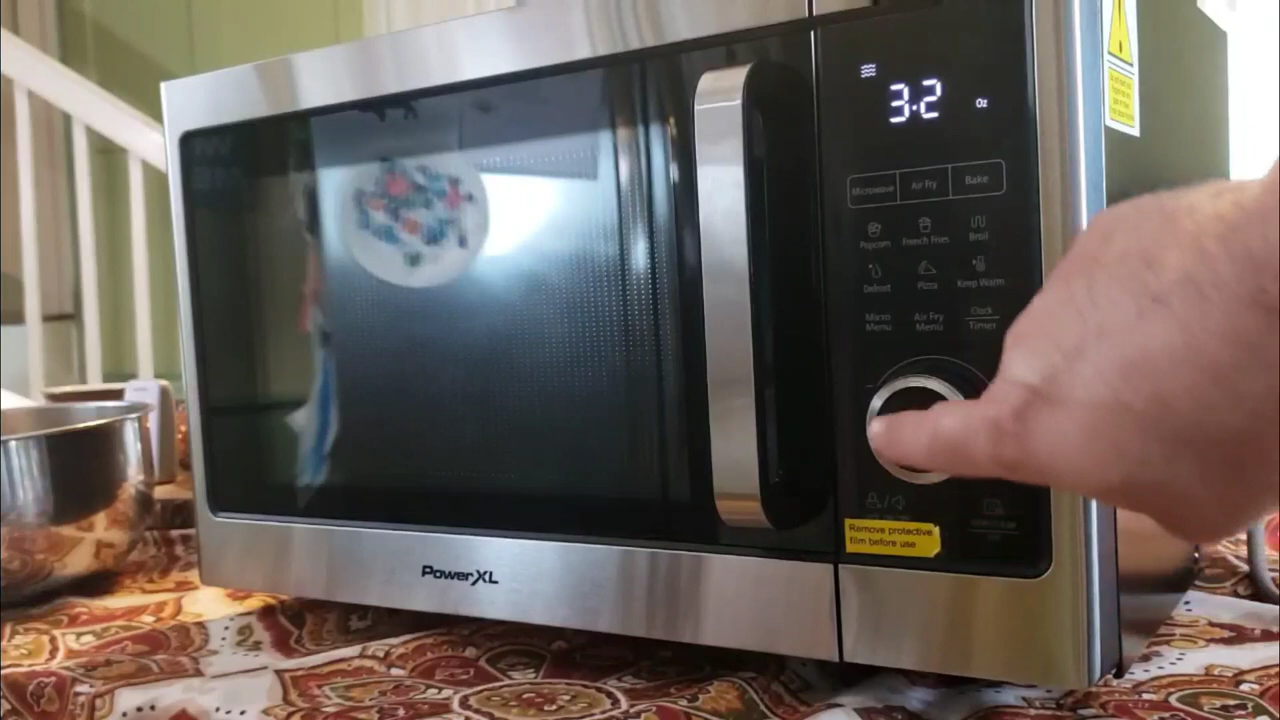 3.2 Oz
Microwave Air Fry Bake
Popcorn French Fries Broil
Defrost Pizza Keep Warm
Micro Menu
Air Fry Menu
Clock
Timer
Remove protective
film before use
PowerXL